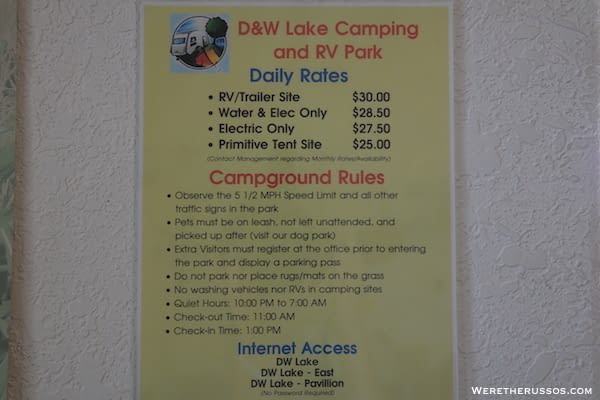 D&W Lake Camping
and RV Park
Daily Rates
• RV/Trailer Site $30.00
• Water & Elec Only $28.50
• Electric Only $27.50
• Primitive Tent Site $25.00
(Contact Management regarding Monthly Rates/Availability)
Campground Rules
• Observe the 5 1/2 MPH Speed Limit and all other
traffic signs in the park
• Pets must be on leash, not left unattended, and
picked up after (visit our dog park)
• Extra Visitors must register at the office prior to entering
the park and display a parking pass
• Do not park nor place rugs/mats on the grass
• No washing vehicles nor RVs in camping sites
• Quiet Hours: 10:00 PM to 7:00 AM
• Check-out Time: 11:00 AM
• Check-in Time: 1:00 PM
Internet Access
DW Lake
DW Lake - East
DW Lake - Pavillion
(No Password Required)
Weretherussos.com